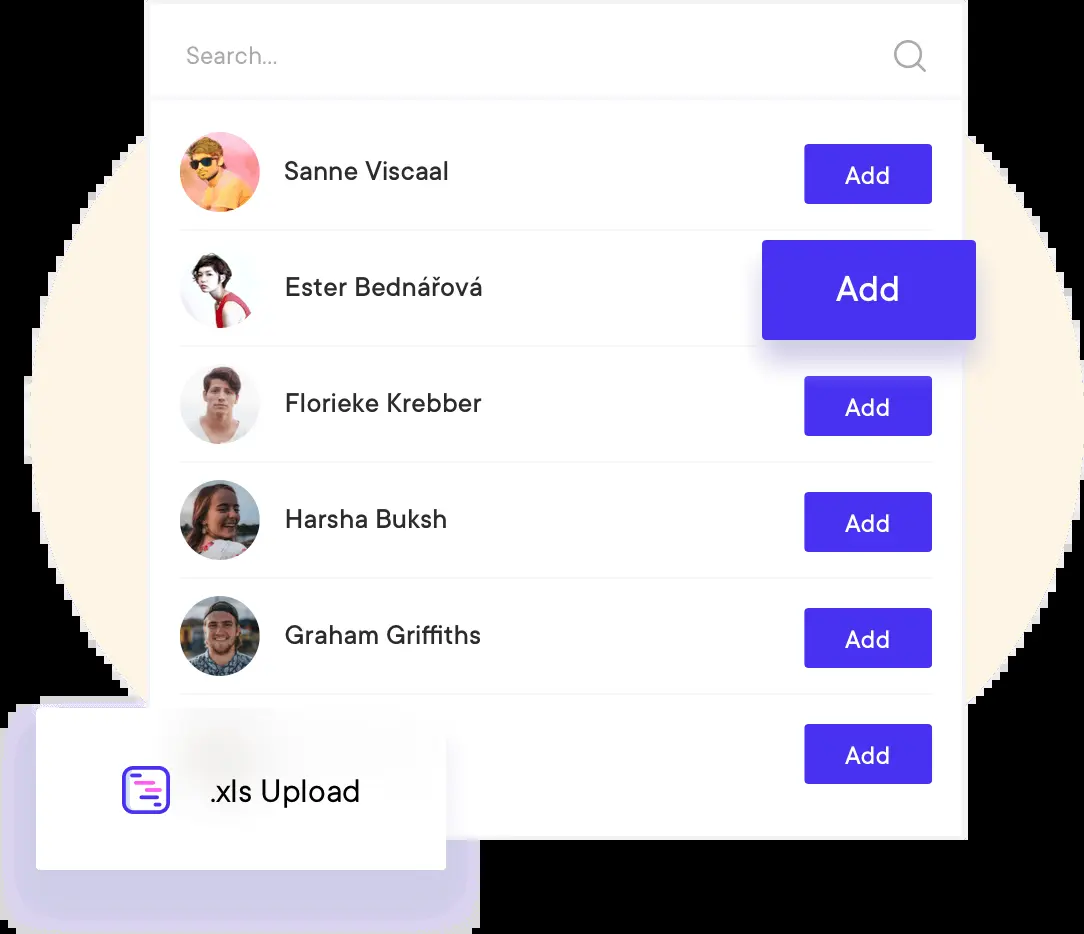 Search...
Sanne Viscaal
Add
Ester Bednářová
Add
Florieke Krebber
Add
Harsha Buksh
Add
Graham Griffiths
Add
Add
.xls Upload